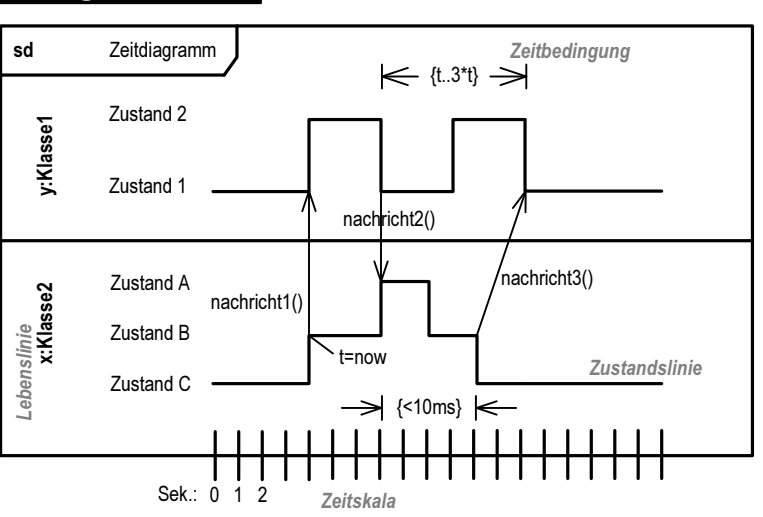 sd Zeitdiagramm
Zeitbedingung
{t..3*t}
y:Klasse1
Zustand 2
Zustand 1
nachricht2()
Lebenslinie
x:Klasse2
Zustand A
nachricht1()
nachricht3()
Zustand B
t=now
Zustand C
Zustandslinie
{<10ms}
Sek.: 0 1 2
Zeitskala